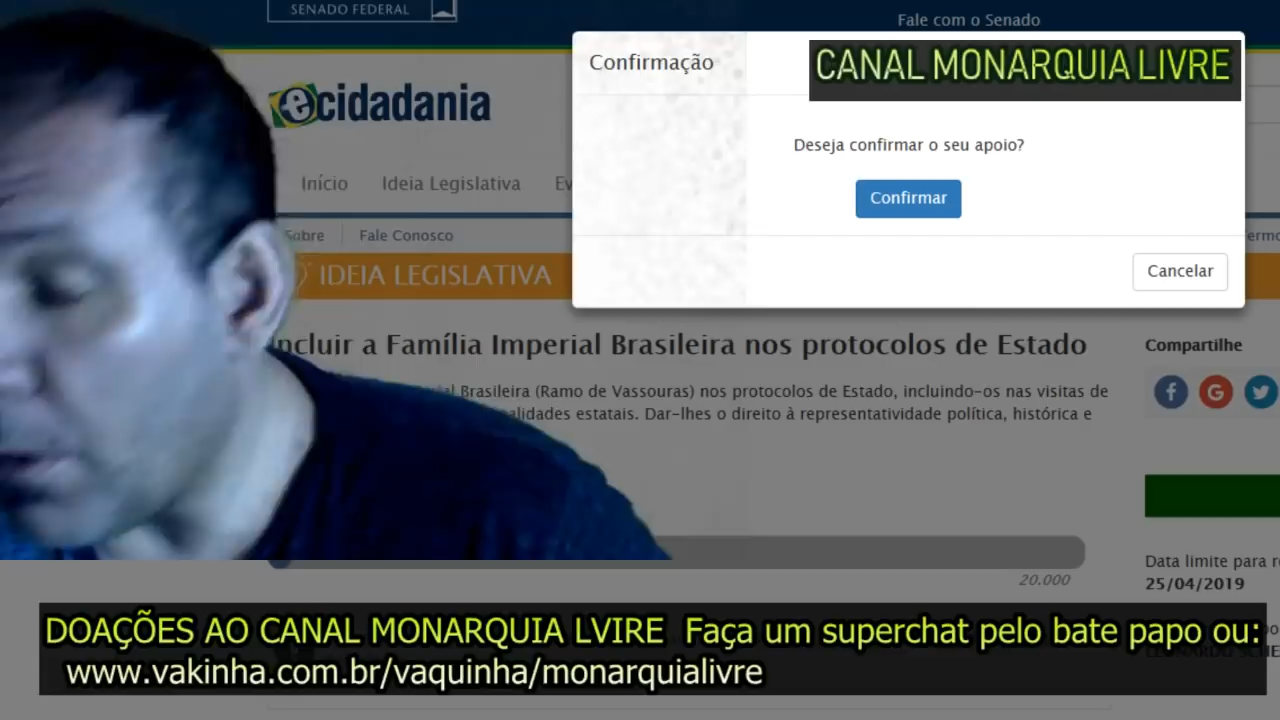 SENADO FEDERAL
Fale com o Senado
Confirmação
CANAL MONARQUIA LIVRE
ecidadania
Deseja confirmar o seu apoio?
Início Ideia Legislativa
Confirmar
Fale Conosco
Cancelar
IDEIA LEGISLATIVA
ncluir a Família Imperial Brasileira nos protocolos de Estado
Compartilhe
Brasileira (Ramo de Vassouras) nos protocolos de Estado, incluindo-os nas visitas de
estatais. Dar-lhes o direito à representatividade política, histórica e
Data limite para
20.000
25/04/2019
DOAÇÕES AO CANAL MONARQUIA LVIRE Faça um superchat pelo bate papo ou:
www.vakinha.com.br/vaquinha/monarquialivre